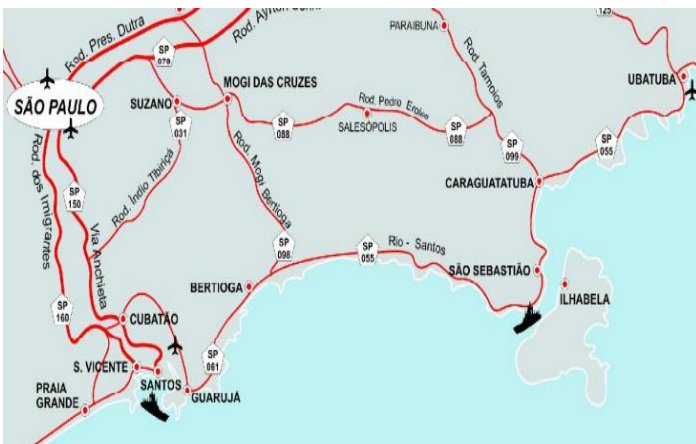 Rod. Pres. Dutra
SP
070
Rod. Ayrton Senna
PARAIBUNA
Rod. Tamoios
125
UBATUBA
SÃO PAULO
SUZANO
MOGI DAS CRUZES
SP
031
SP
088
Rod. Pedro Eroles
SALESÓPOLIS
SP
088
SP
099
SP
055
Rod. dos Imigrantes
SP
150
Rod. Índio Tibiriçá
Rod. Mogi Bertioga
CARAGUATATUBA
Via Anchieta
SP
098
SP
055
Rio - Santos
SÃO SEBASTIÃO
BERTIOGA
ILHABELA
SP
160
CUBATÃO
SP
061
S. VICENTE
SANTOS
GUARUJÁ
PRAIA
GRANDE